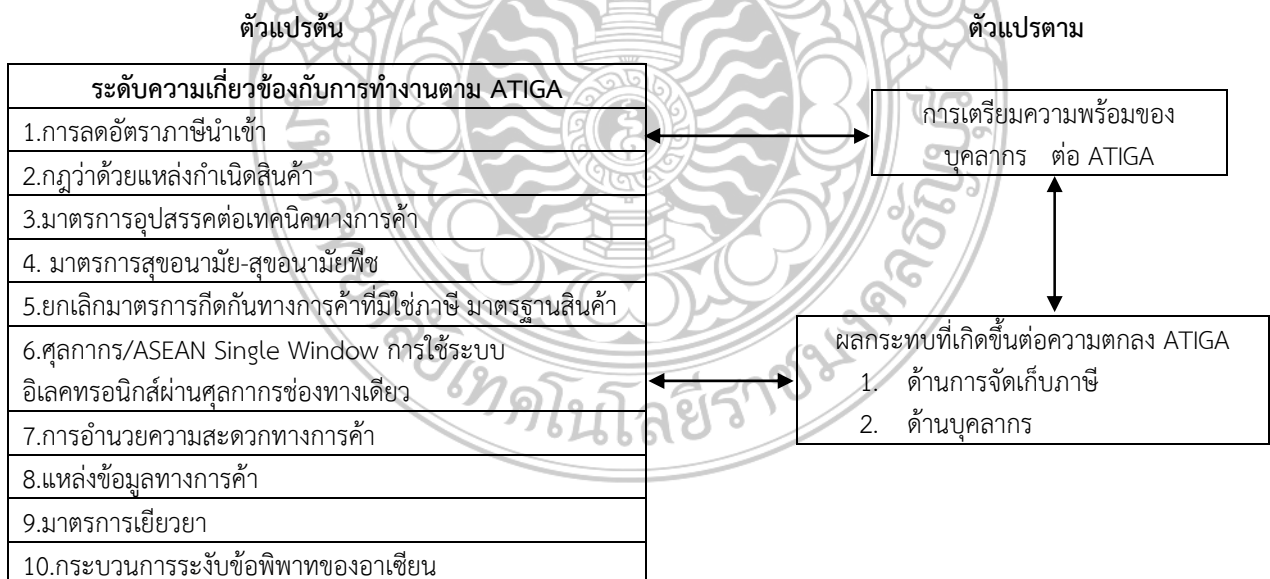 ตัวแปรต้น
ตัวแปรตาม
ระดับความเกี่ยวข้องกับการทำงานตาม ATIGA
1.การลดอัตราภาษีนำเข้า
2.กฎว่าด้วยแหล่งกำเนิดสินค้า
3.มาตรการอุปสรรคต่อเทคนิคทางการค้า
4. มาตรการสุขอนามัย-สุขอนามัยพืช
5.ยกเลิกมาตรการกีดกันทางการค้าที่มิใช่ภาษี มาตรฐานสินค้า
6.ศุลกากร/ASEAN Single Window การใช้ระบบ
อิเลคทรอนิกส์ผ่านศุลกากรช่องทางเดียว
7.การอำนวยความสะดวกทางการค้า
8.แหล่งข้อมูลทางการค้า
9.มาตรการเยียวยา
10.กระบวนการระงับข้อพิพาทของอาเซียน
การเตรียมความพร้อมของ
บุคลากร ต่อ ATIGA
ผลกระทบที่เกิดขึ้นต่อความตกลง ATIGA
1. ด้านการจัดเก็บภาษี
2. ด้านบุคลากร